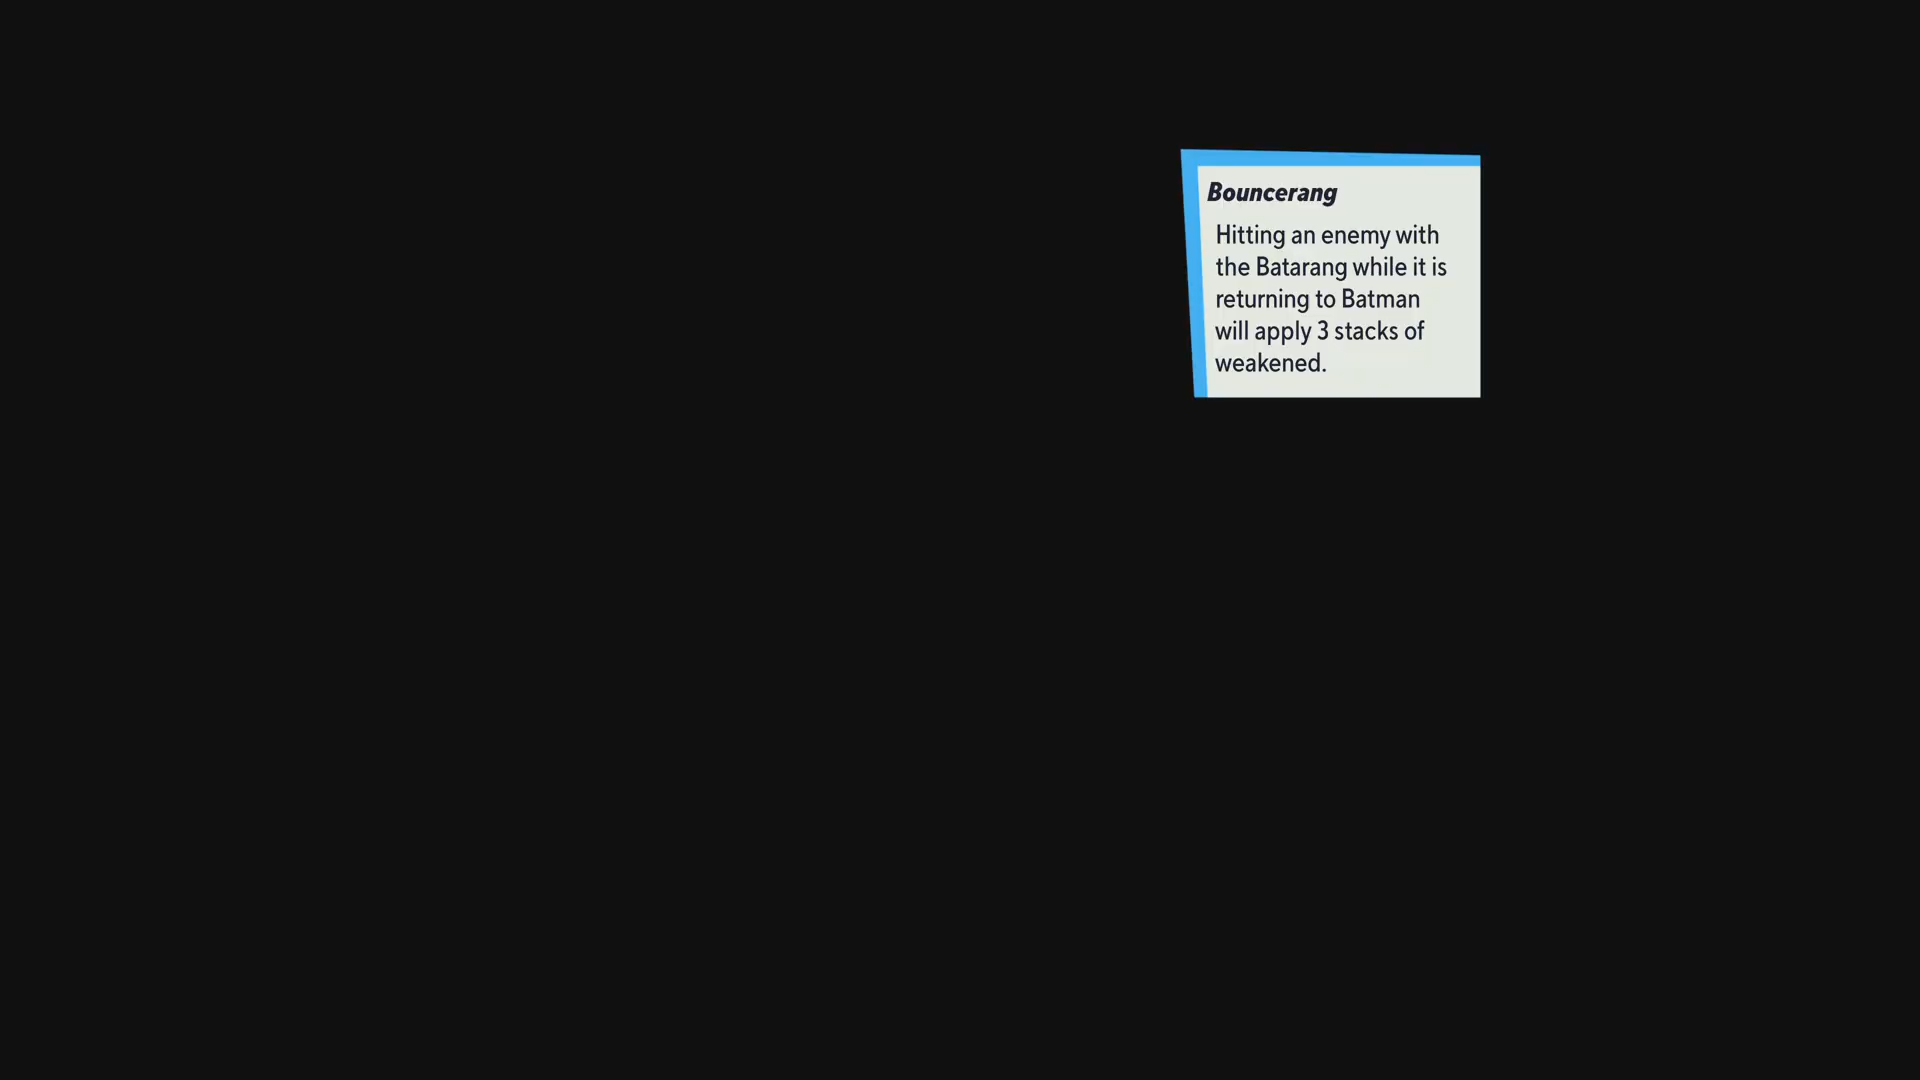 Bouncerang
Hitting an enemy with
the Batarang while it is
returning to Batman
will apply 3 stacks of
weakened.